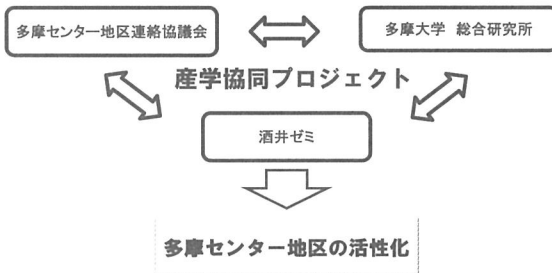 多摩センター地区連絡協議会
多摩大学 総合研究所
産学協同プロジェクト
酒井ゼミ
多摩センター地区の活性化